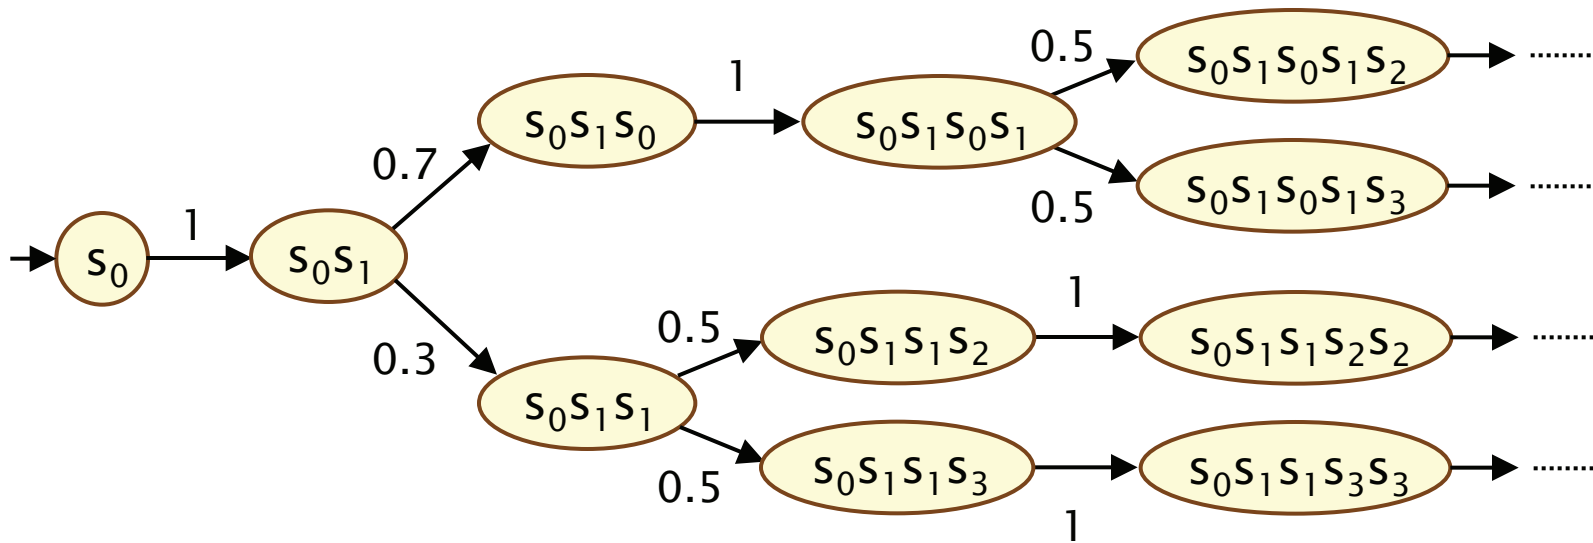 0.5 s₀s₁s₀s₁s₂ ........
1
s₀s₁s₀ s₀s₁s₀s₁
0.7
0.5 s₀s₁s₀s₁s₃ ........
1
s₀ s₀s₁
0.3
0.5 s₀s₁s₁s₂ 1 s₀s₁s₁s₂s₂ ........
s₀s₁s₁
0.5 s₀s₁s₁s₃ 1 s₀s₁s₁s₃s₃ ........